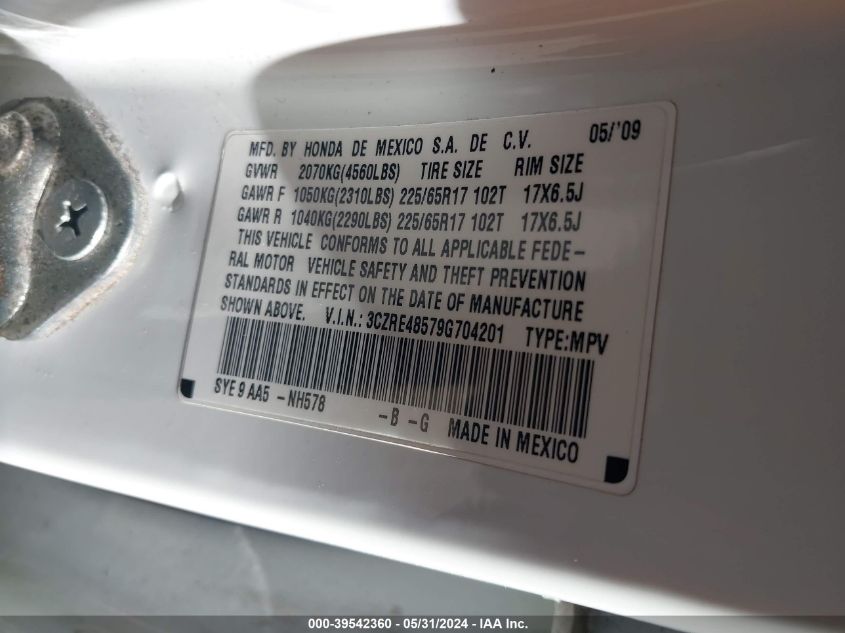 MFD. BY HONDA DE MEXICO S.A. DE C.V. 05/'09
GVWR 2070KG(4560LBS) TIRE SIZE RIM SIZE
GAWR F 1050KG(2310LBS) 225/65R17 102T 17X6.5J
GAWR R 1040KG(2290LBS) 225/65R17 102T 17X6.5J
THIS VEHICLE CONFORMS TO ALL APPLICABLE FEDE-
RAL MOTOR VEHICLE SAFETY AND THEFT PREVENTION
STANDARDS IN EFFECT ON THE DATE OF MANUFACTURE
SHOWN ABOVE. V.I.N.: 3CZRE48579G704201 TYPE:MPV
SYE 9 AA5 -NH578 -B -G MADE IN MEXICO
000-39542360 - 05/31/2024 - IAA Inc.